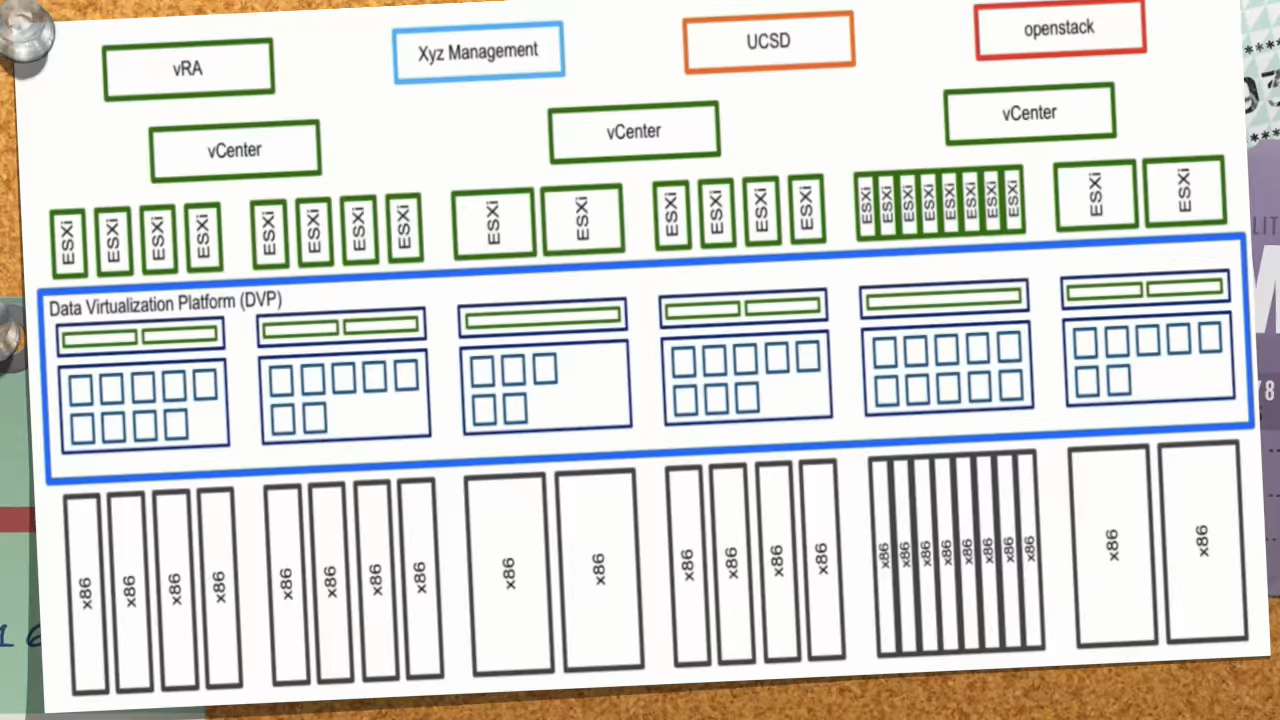 vRA
Xyz Management
UCSD
openstack
vCenter
vCenter
vCenter
ESXi ESXi ESXi ESXi
ESXi ESXi ESXi ESXi
ESXi ESXi
ESXi ESXi ESXi ESXi
ESXi ESXi ESXi ESXi ESXi ESXi ESXi ESXi
ESXi ESXi
Data Virtualization Platform (DVP)
x86 x86 x86 x86
x86 x86 x86 x86
x86 x86
x86 x86 x86 x86
x86 x86 x86 x86 x86 x86 x86 x86
x86 x86